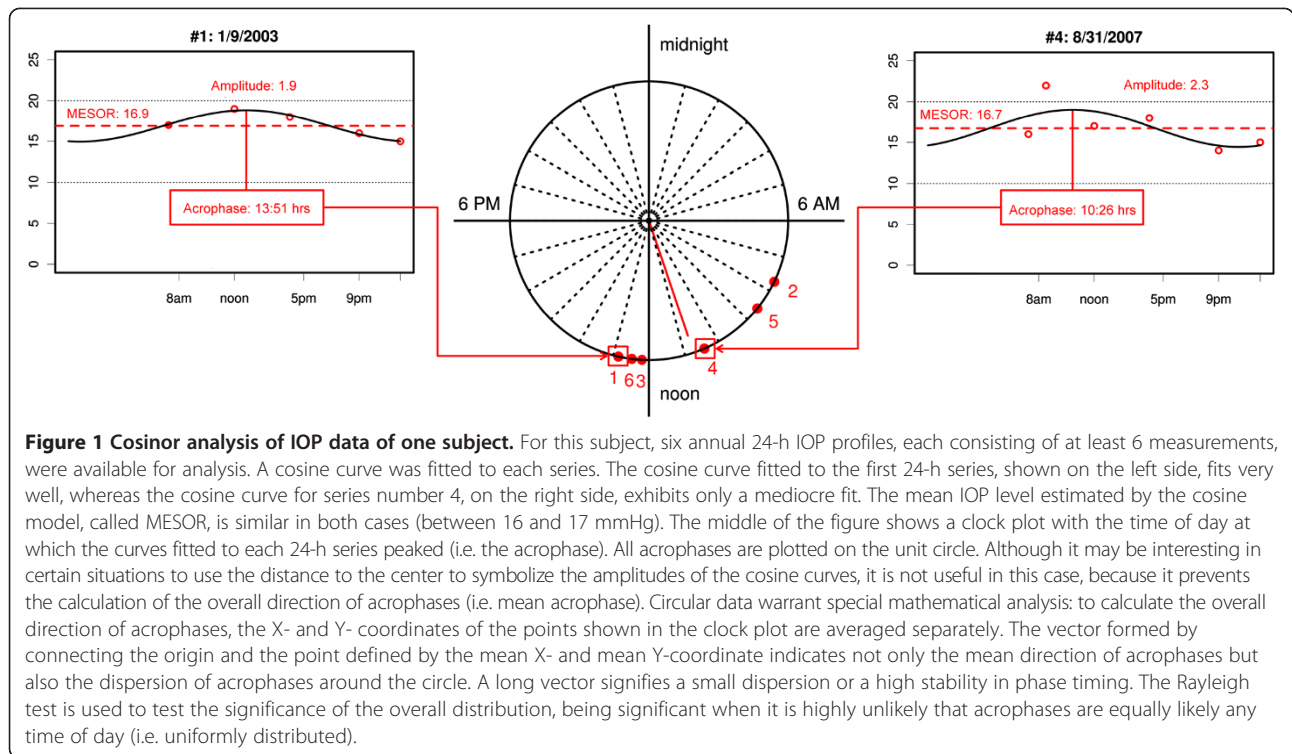 #1: 1/9/2003
25
20
15
10
5
0
Amplitude: 1.9
MESOR: 16.9
Acrophase: 13:51 hrs
8am noon 5pm 9pm
midnight
6 PM
6 AM
noon
1 6 3
4
5
2
#4: 8/31/2007
25
20
15
10
5
0
Amplitude: 2.3
MESOR: 16.7
Acrophase: 10:26 hrs
8am noon 5pm 9pm
Figure 1 Cosinor analysis of IOP data of one subject. For this subject, six annual 24-h IOP profiles, each consisting of at least 6 measurements,
were available for analysis. A cosine curve was fitted to each series. The cosine curve fitted to the first 24-h series, shown on the left side, fits very
well, whereas the cosine curve for series number 4, on the right side, exhibits only a mediocre fit. The mean IOP level estimated by the cosine
model, called MESOR, is similar in both cases (between 16 and 17 mmHg). The middle of the figure shows a clock plot with the time of day at
which the curves fitted to each 24-h series peaked (i.e. the acrophase). All acrophases are plotted on the unit circle. Although it may be interesting in
certain situations to use the distance to the center to symbolize the amplitudes of the cosine curves, it is not useful in this case, because it prevents
the calculation of the overall direction of acrophases (i.e. mean acrophase). Circular data warrant special mathematical analysis: to calculate the overall
direction of acrophases, the X- and Y- coordinates of the points shown in the clock plot are averaged separately. The vector formed by
connecting the origin and the point defined by the mean X- and mean Y-coordinate indicates not only the mean direction of acrophases but
also the dispersion of acrophases around the circle. A long vector signifies a small dispersion or a high stability in phase timing. The Rayleigh
test is used to test the significance of the overall distribution, being significant when it is highly unlikely that acrophases are equally likely any
time of day (i.e. uniformly distributed).